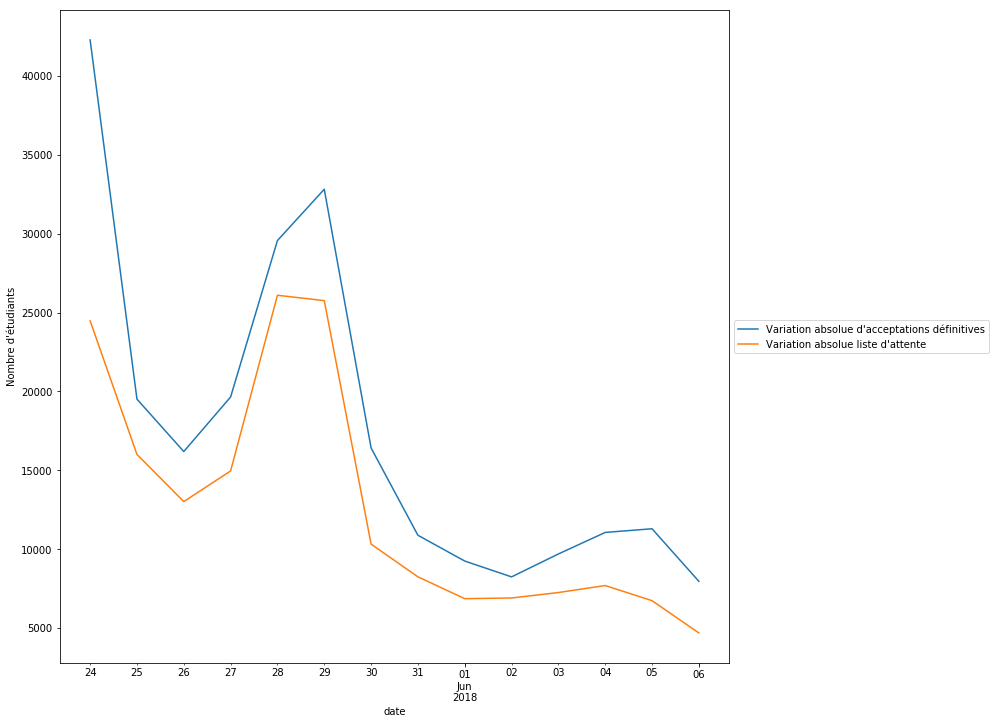 40000
35000
30000
25000
20000
15000
10000
5000
Nombre d'étudiants
24 25 26 27 28 29 30 31 01 02 03 04 05 06
Jun
2018
date
Variation absolue d'acceptations définitives
Variation absolue liste d'attente